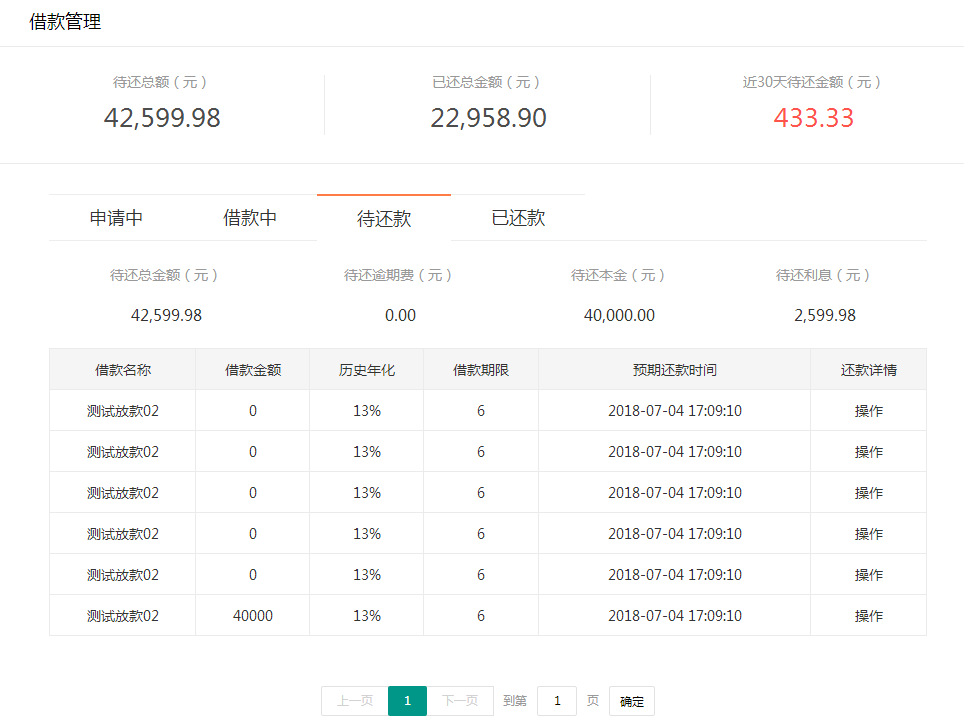 借款管理
待还总额（元） 已还总金额（元） 近30天待还金额（元）
42,599.98 22,958.90 433.33
申请中 借款中 待还款 已还款
待还总金额（元） 待还逾期费（元） 待还本金（元） 待还利息（元）
42,599.98 0.00 40,000.00 2,599.98
借款名称 借款金额 历史年化 借款期限 预期还款时间 还款详情
测试放款02 0 13% 6 2018-07-04 17:09:10 操作
测试放款02 0 13% 6 2018-07-04 17:09:10 操作
测试放款02 0 13% 6 2018-07-04 17:09:10 操作
测试放款02 0 13% 6 2018-07-04 17:09:10 操作
测试放款02 0 13% 6 2018-07-04 17:09:10 操作
测试放款02 40000 13% 6 2018-07-04 17:09:10 操作
上一页 1 下一页 到第 1 页 确定